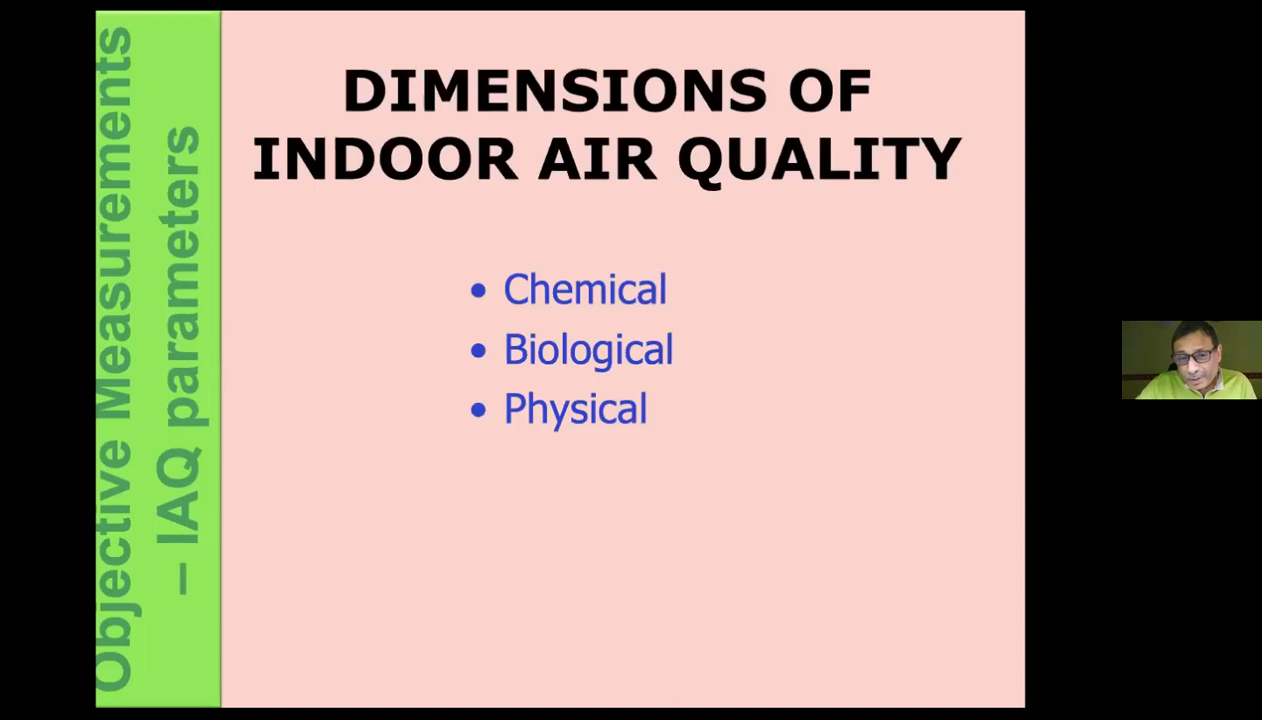 Objective Measurements
– IAQ parameters
DIMENSIONS OF
INDOOR AIR QUALITY
• Chemical
• Biological
• Physical